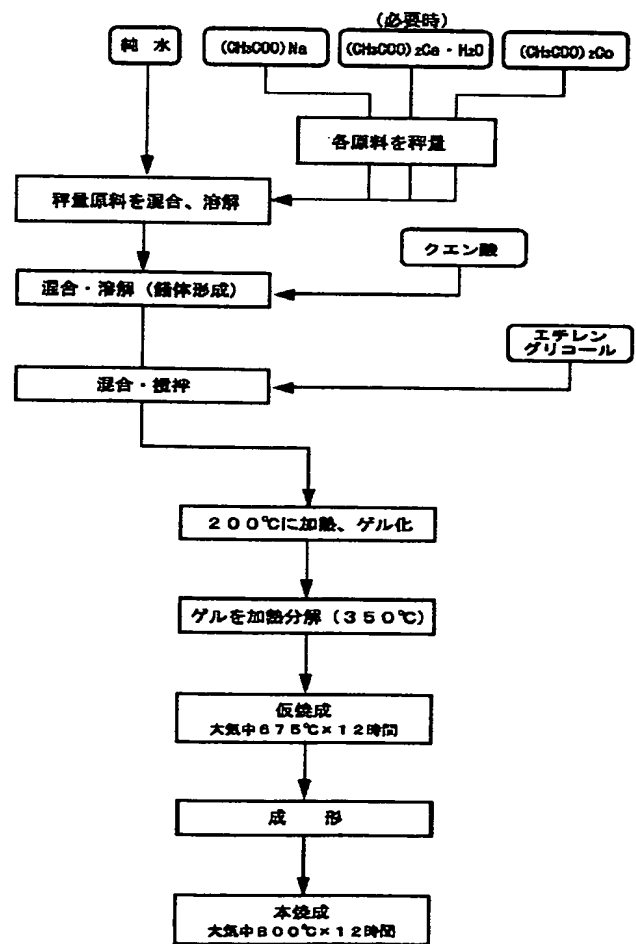 (必要時)
純 水
(CH₃COO)Na
(CH₃COO)₂Ca・H₂O
(CH₃COO)₂Co
各原料を秤量
秤量原料を混合、溶解
クエン酸
混合・溶解(錯体形成)
エチレン
グリコール
混合・攪拌
200℃に加熱、ゲル化
ゲルを加熱分解(350℃)
仮焼成
大気中675℃×12時間
成 形
本焼成
大気中800℃×12時間